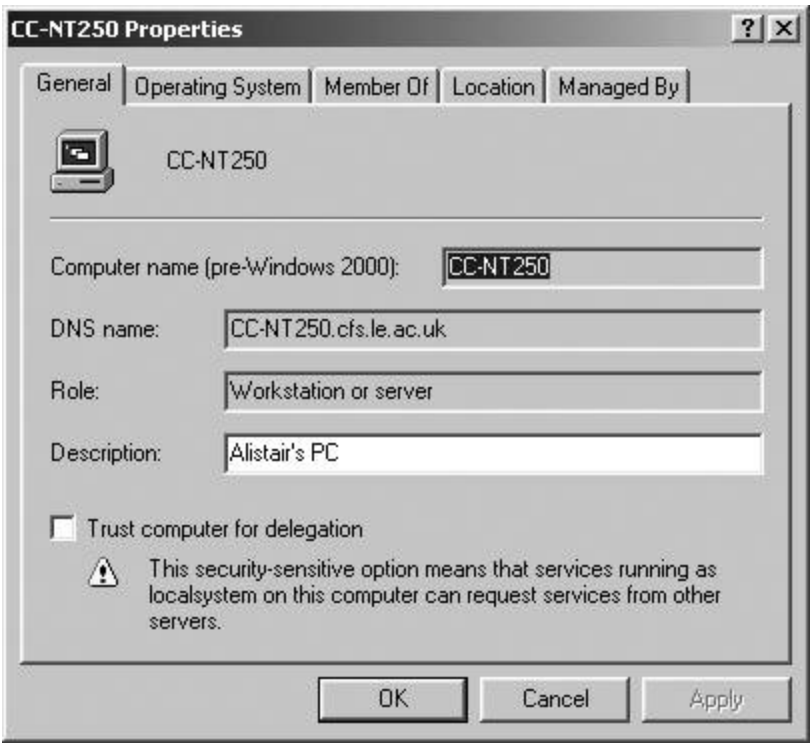 CC-NT250 Properties
? X
General Operating System Member Of Location Managed By
CC-NT250
Computer name (pre-Windows 2000): CC-NT250
DNS name: CC-NT250.cfs.le.ac.uk
Role: Workstation or server
Description: Alistair's PC
Trust computer for delegation
This security-sensitive option means that services running as
localsystem on this computer can request services from other
servers.
OK Cancel Apply